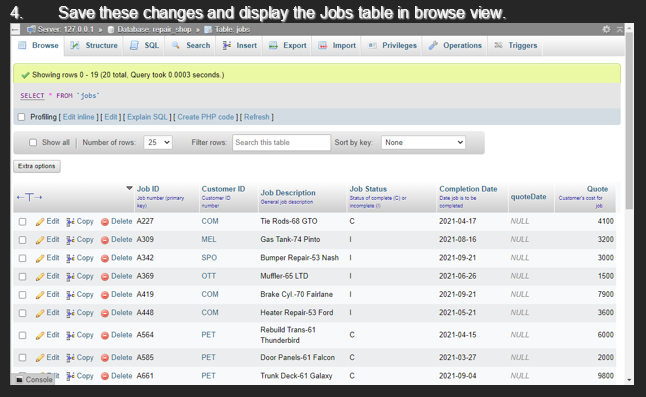 4. Save these changes and display the Jobs table in browse view.
Server: 127.0.0.1 » Database: repair_shop » Table: jobs
Browse Structure SQL Search Insert Export Import Privileges Operations Triggers
Showing rows 0 - 19 (20 total, Query took 0.0003 seconds.)
SELECT * FROM `jobs`
Profiling [ Edit inline ] [ Edit ] [ Explain SQL ] [ Create PHP code ] [ Refresh ]
Show all Number of rows: 25 Filter rows: Search this table Sort by key: None
Extra options
←T→ Job ID Customer ID Job Description Job Status Completion Date quoteDate Quote
Job number (primary key) Customer ID number General job description Status of complete (C) or incomplete (I) Date job is to be completed Customer's cost for job
Edit Copy Delete A227 COM Tie Rods-68 GTO C 2021-04-17 NULL 4100
Edit Copy Delete A309 MEL Gas Tank-74 Pinto I 2021-08-16 NULL 3200
Edit Copy Delete A342 SPO Bumper Repair-53 Nash I 2021-09-21 NULL 3000
Edit Copy Delete A369 OTT Muffler-65 LTD I 2021-06-26 NULL 1500
Edit Copy Delete A419 COM Brake Cyl.-70 Fairlane I 2021-09-21 NULL 7900
Edit Copy Delete A448 COM Heater Repair-53 Ford I 2021-05-21 NULL 3600
Edit Copy Delete A564 PET Rebuild Trans-61 Thunderbird C 2021-04-15 NULL 6000
Edit Copy Delete A585 PET Door Panels-61 Falcon C 2021-03-27 NULL 2000
Edit Copy Delete A661 PET Trunk Deck-61 Galaxy C 2021-09-04 NULL 9800
Console